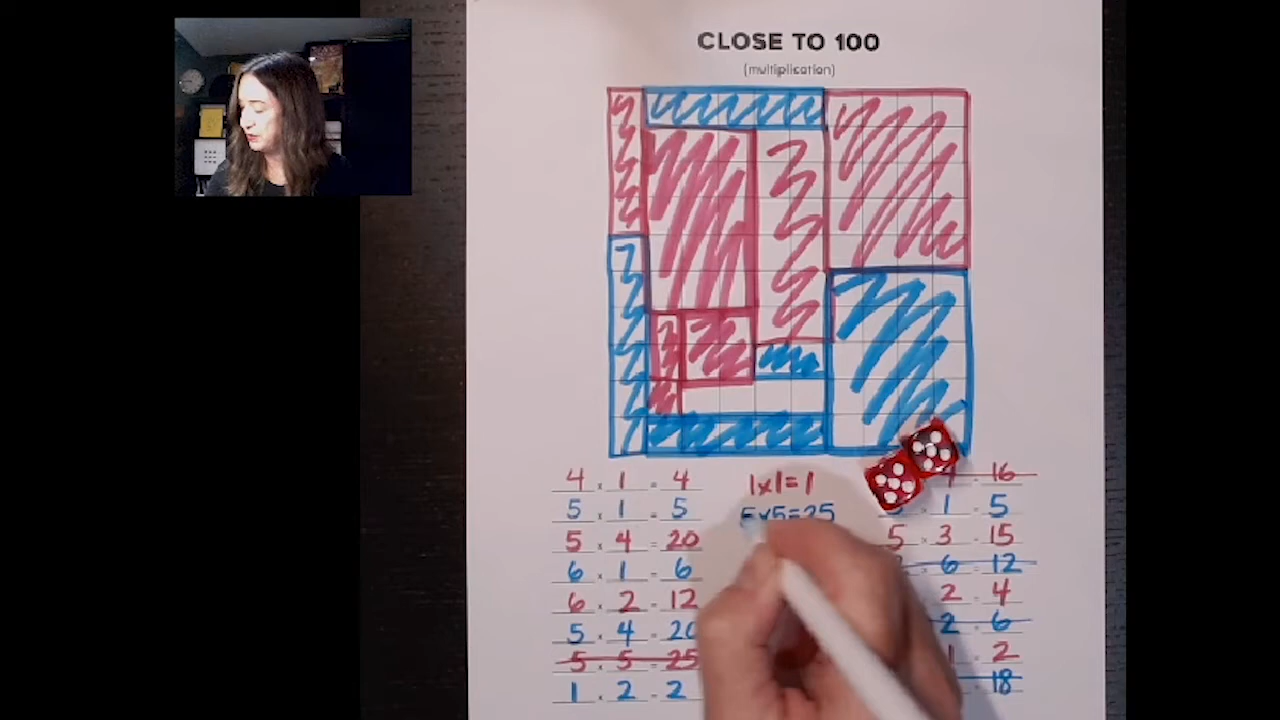 CLOSE TO 100
(multiplication)
4 x 1 = 4
5 x 1 = 5
5 x 4 = 20
6 x 1 = 6
6 x 2 = 12
5 x 4 = 20
5 x 5 = 25
1 x 2 = 2
1x1=1
5x5=25
= 16
x 1 = 5
5 x 3 = 15
x 6 = 12
2 = 4
2 = 6
1 = 2
= 18